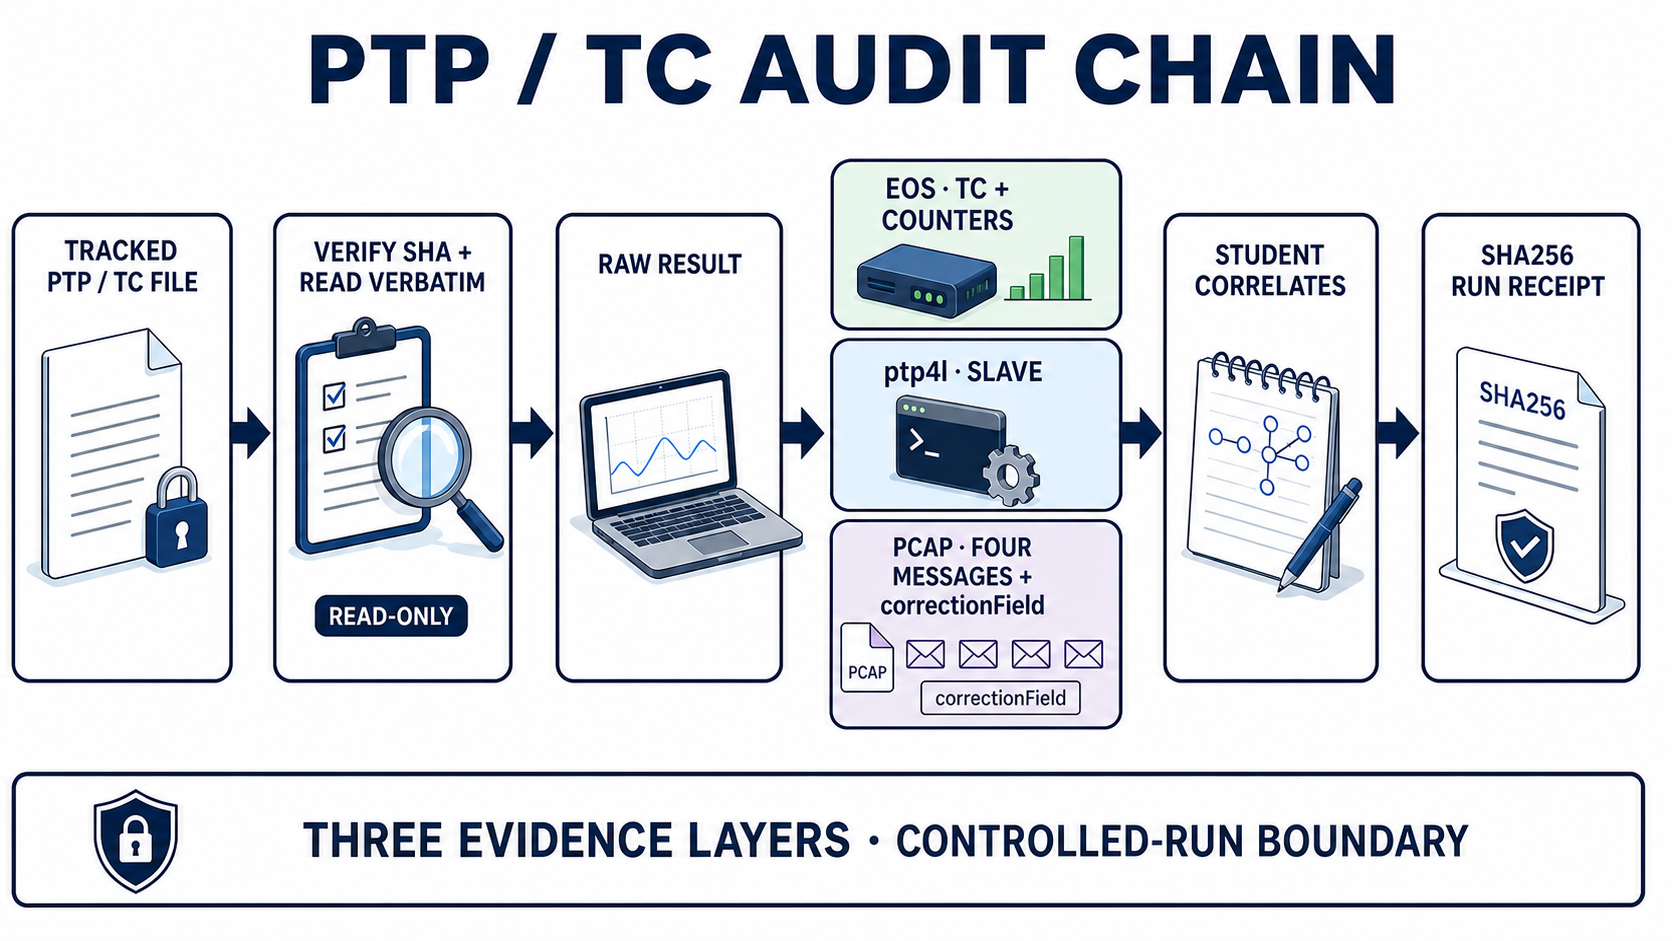 PTP / TC AUDIT CHAIN
TRACKED
PTP / TC FILE
VERIFY SHA +
READ VERBATIM
READ-ONLY
RAW RESULT
EOS · TC +
COUNTERS
ptp4l · SLAVE
>_
PCAP · FOUR
MESSAGES +
correctionField
PCAP
correctionField
STUDENT
CORRELATES
SHA256
RUN RECEIPT
SHA256
THREE EVIDENCE LAYERS · CONTROLLED-RUN BOUNDARY